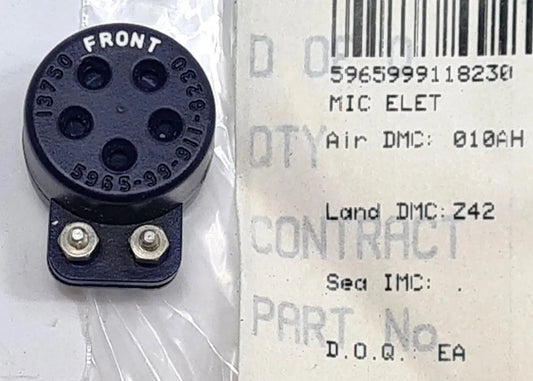 FRONT
13750
5965-99-911-8230
D OF Q
5965999118230
MIC ELET
QTY
Air DMC: 010AH
Land DMC: Z42
CONTRACT
Sea IMC: .
PART No
D.O.Q. EA